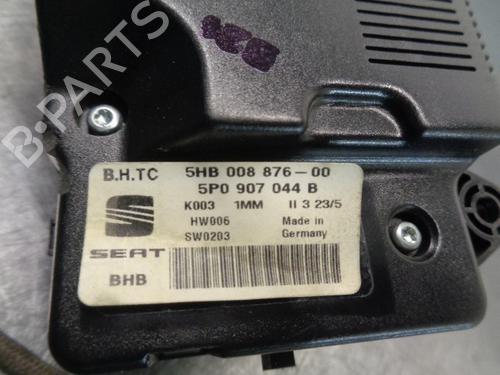 B-PARTS
B.H.TC 5HB 008 876-00
5P0 907 044 B
K003 1MM II 3 23/5
HW006 Made in
SW0203 Germany
SEAT
BHB